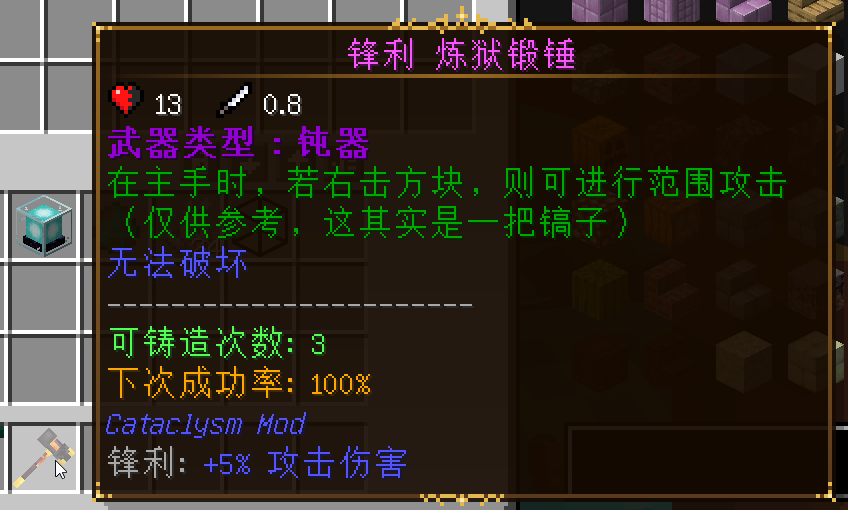 锋利 炼狱锻锤
13 0.8
武器类型：钝器
在主手时，若右击方块，则可进行范围攻击
（仅供参考，这其实是一把镐子）
无法破坏
-----------------------
可铸造次数: 3
下次成功率: 100%
Cataclysm Mod
锋利: +5% 攻击伤害